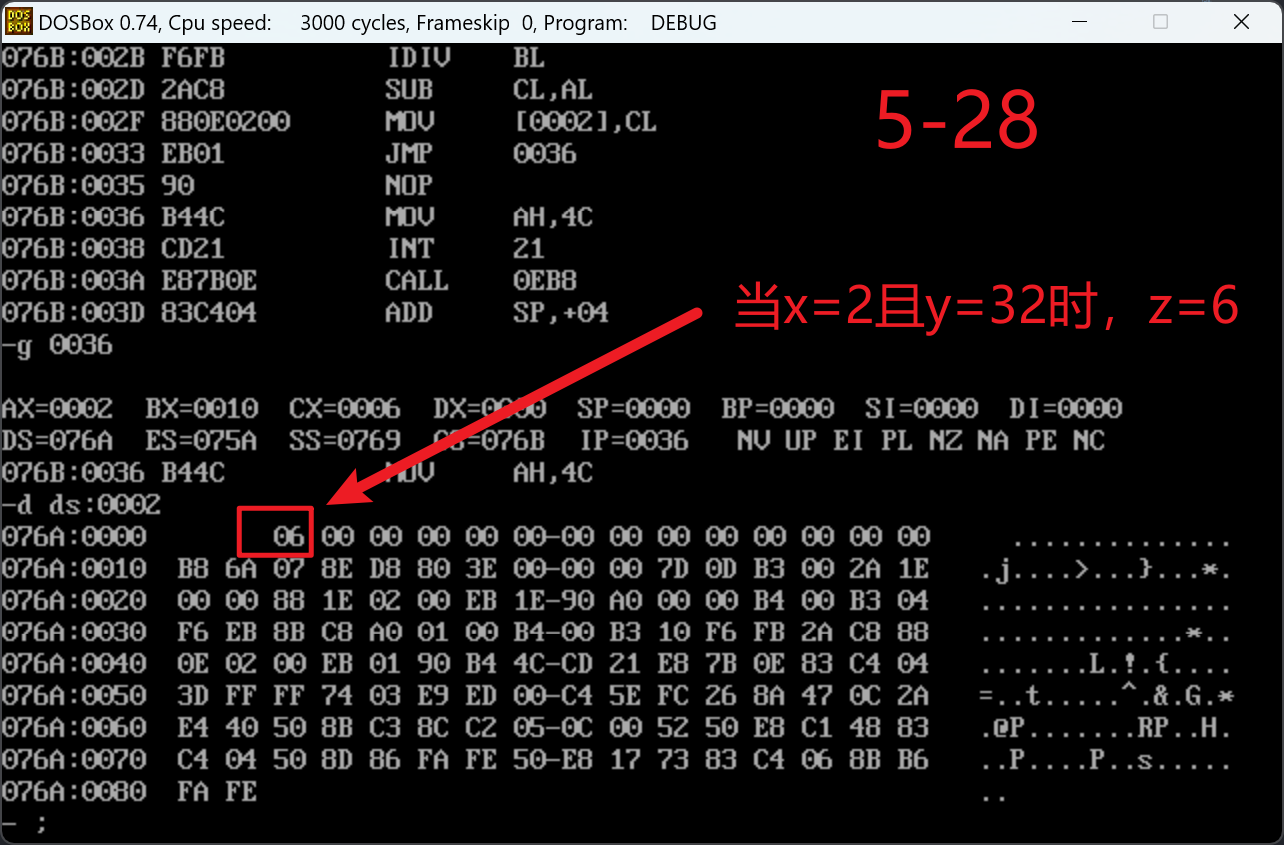 DOSBox 0.74, Cpu speed: 3000 cycles, Frameskip 0, Program: DEBUG
076B:002B F6FB IDIV BL
076B:002D 2AC8 SUB CL,AL
076B:002F 880E0200 MOV [0002],CL
076B:0033 EB01 JMP 0036
076B:0035 90 NOP
076B:0036 B44C MOV AH,4C
076B:0038 CD21 INT 21
076B:003A E87B0E CALL 0EB8
076B:003D 83C404 ADD SP,+04
-g 0036
5-28
当x=2且y=32时，z=6
AX=0002 BX=0010 CX=0006 DX=0000 SP=0000 BP=0000 SI=0000 DI=0000
DS=076A ES=075A SS=0769 CS=076B IP=0036 NV UP EI PL NZ NA PE NC
076B:0036 B44C MOV AH,4C
-d ds:0002
076A:0000 06 00 00 00 00 00-00 00 00 00 00 00 00 00 ..............
076A:0010 B8 6A 07 8E D8 80 3E 00-00 00 7D 0D B3 00 2A 1E .j....>...}...*.
076A:0020 00 00 88 1E 02 00 EB 1E-90 A0 00 00 B4 00 B3 04 ................
076A:0030 F6 EB 8B C8 A0 01 00 B4-00 B3 10 F6 FB 2A C8 88 .............*..
076A:0040 0E 02 00 EB 01 90 B4 4C-CD 21 E8 7B 0E 83 C4 04 .......L.!.{....
076A:0050 3D FF FF 74 03 E9 ED 00-C4 5E FC 26 8A 47 0C 2A =..t.....^.&.G.*
076A:0060 E4 40 50 8B C3 8C C2 05-0C 00 52 50 E8 C1 48 83 .@P.......RP..H.
076A:0070 C4 04 50 8D 86 FA FE 50-E8 17 73 83 C4 06 8B B6 ..P....P..s.....
076A:0080 FA FE ..
- ;